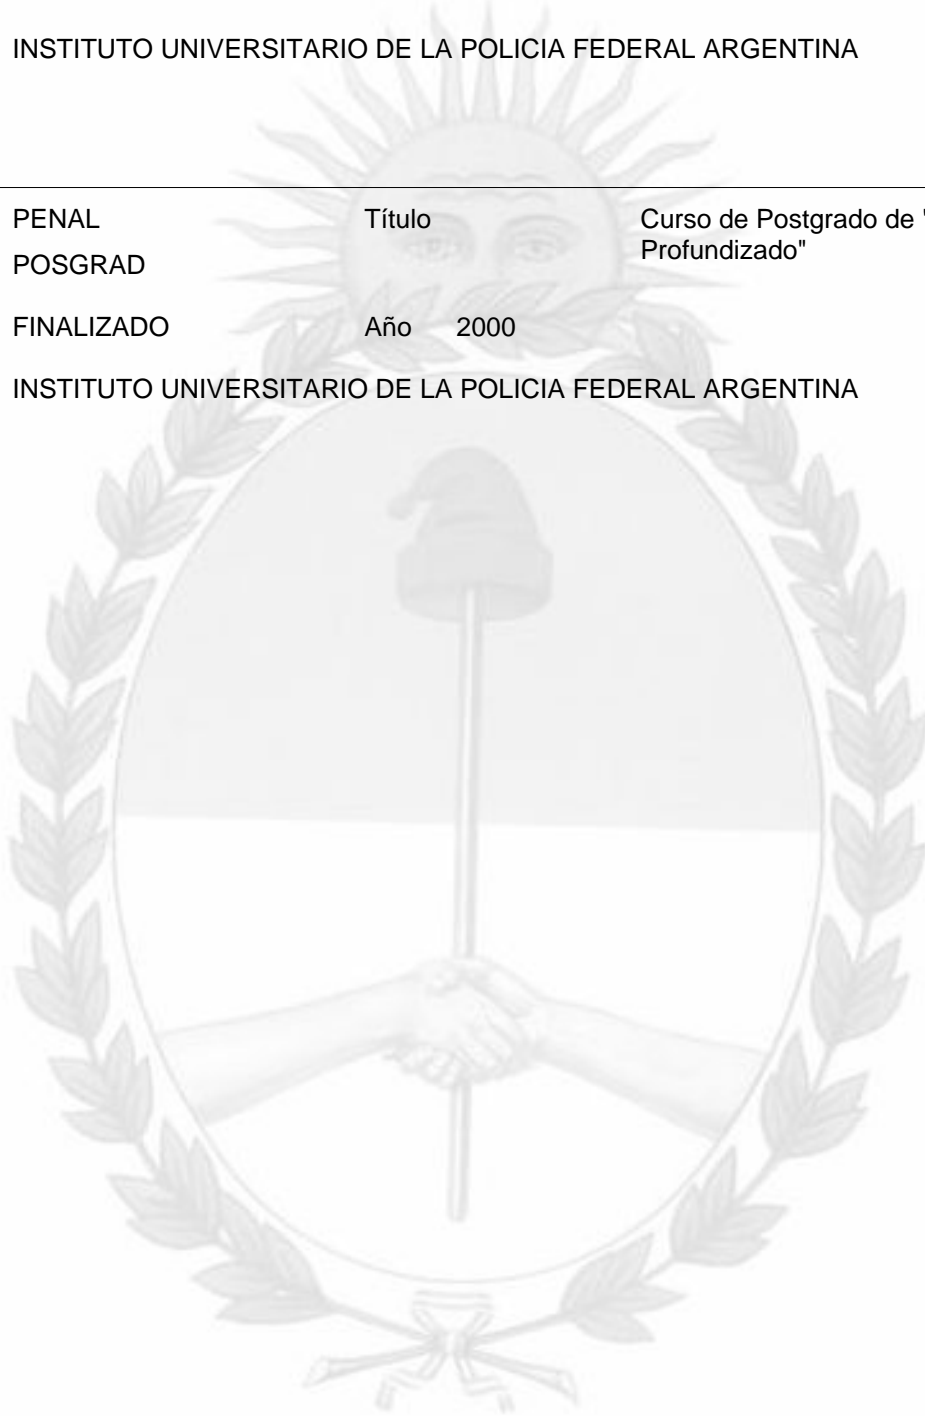 INSTITUTO UNIVERSITARIO DE LA POLICIA FEDERAL ARGENTINA
PENAL Título Curso de Postgrado de "
POSGRAD Profundizado"
FINALIZADO Año 2000
INSTITUTO UNIVERSITARIO DE LA POLICIA FEDERAL ARGENTINA